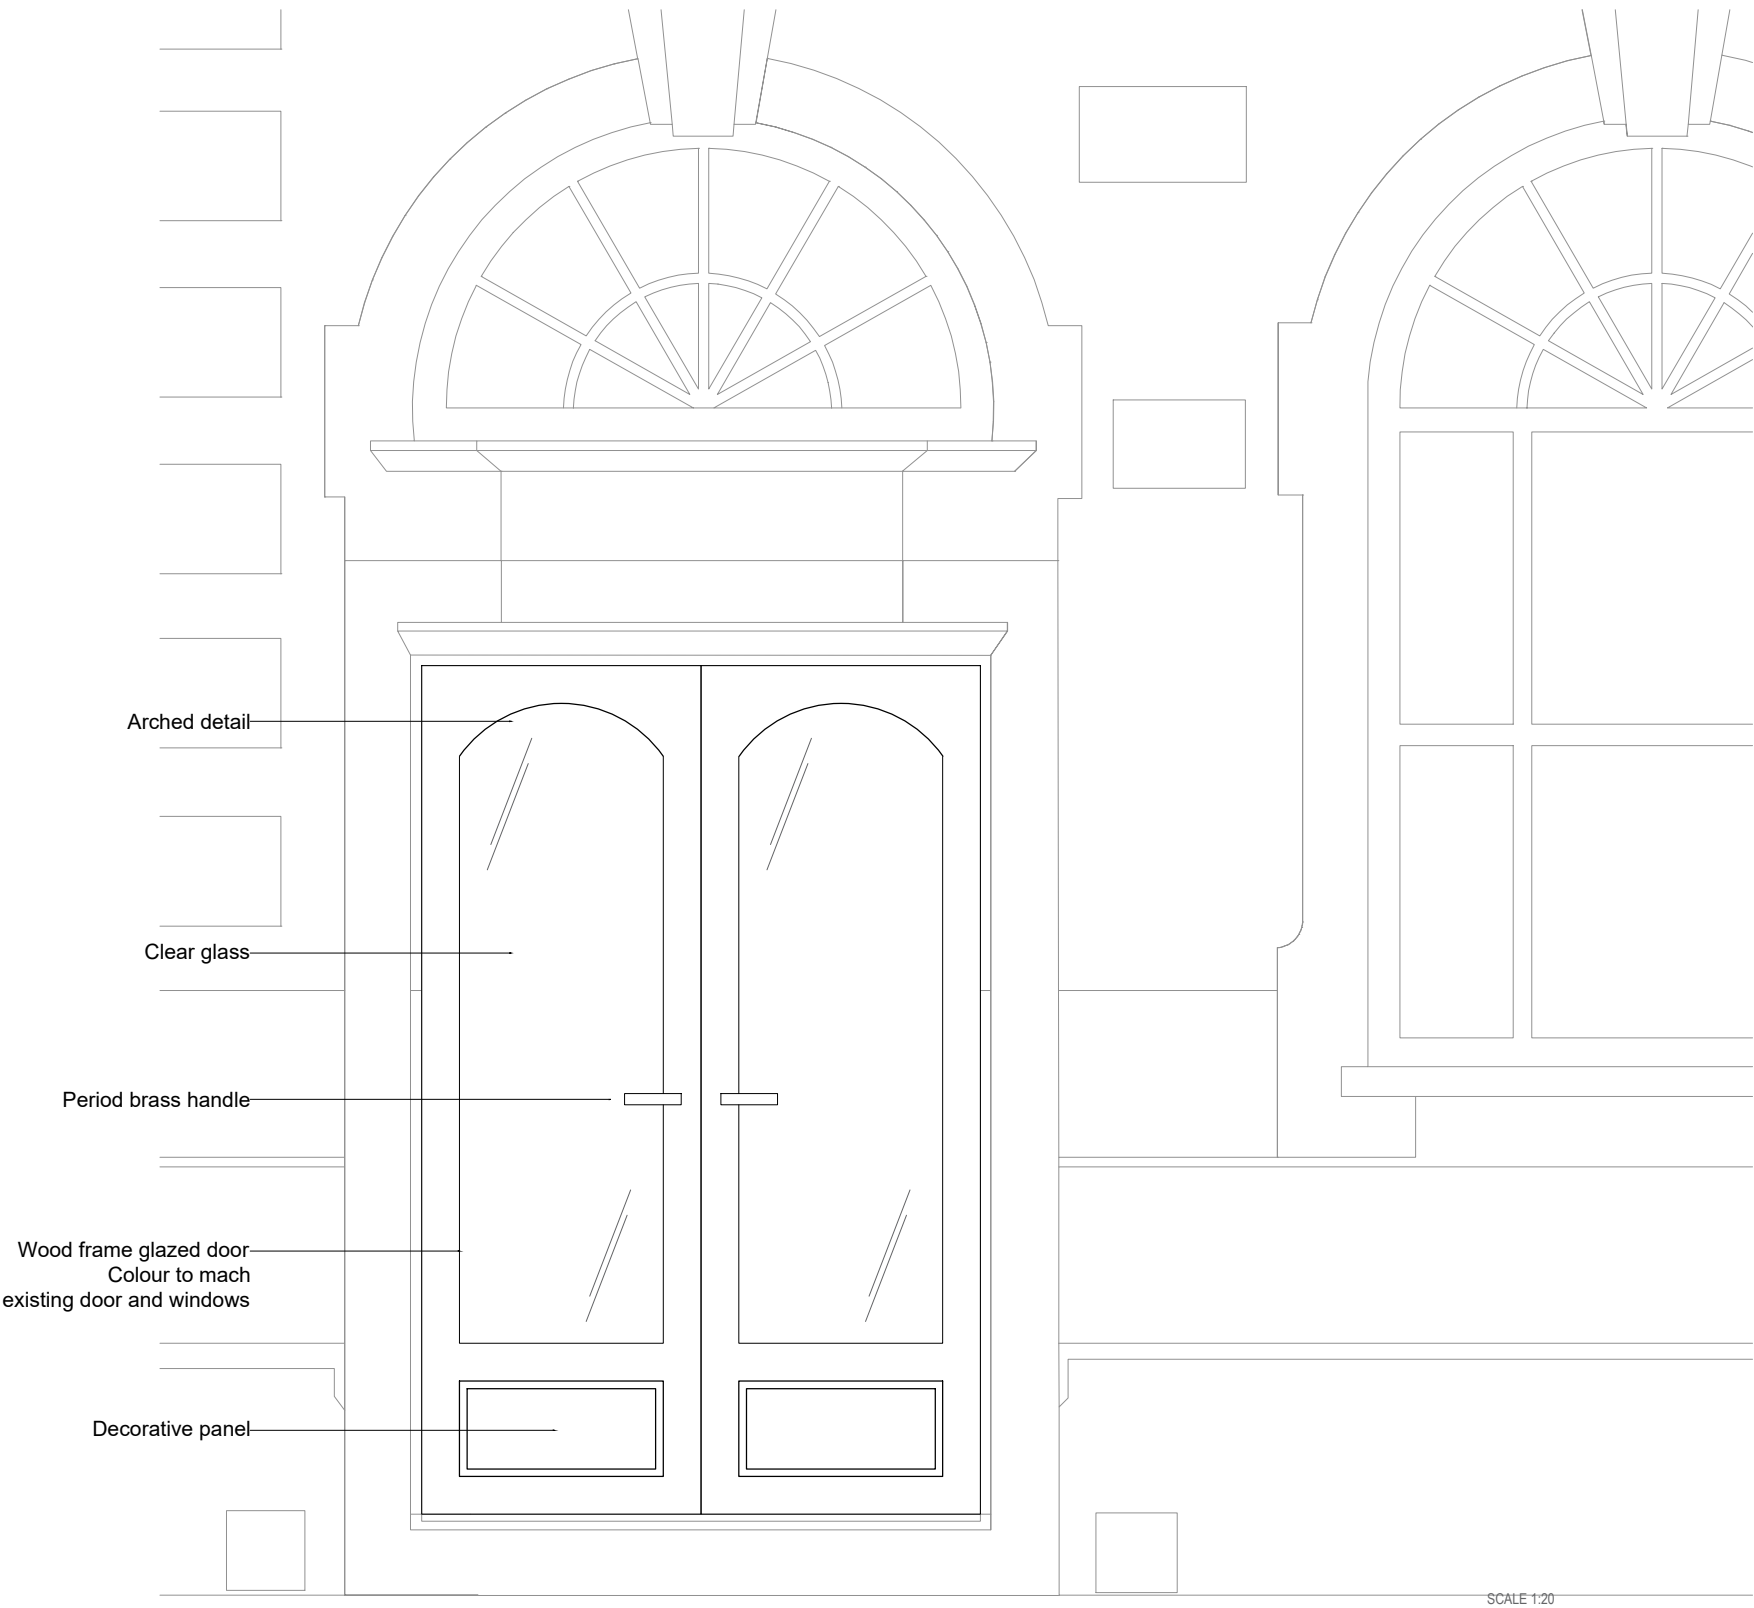 Arched detail
Clear glass
Period brass handle
Wood frame glazed door
Colour to mach
existing door and windows
Decorative panel
SCALE 1:20